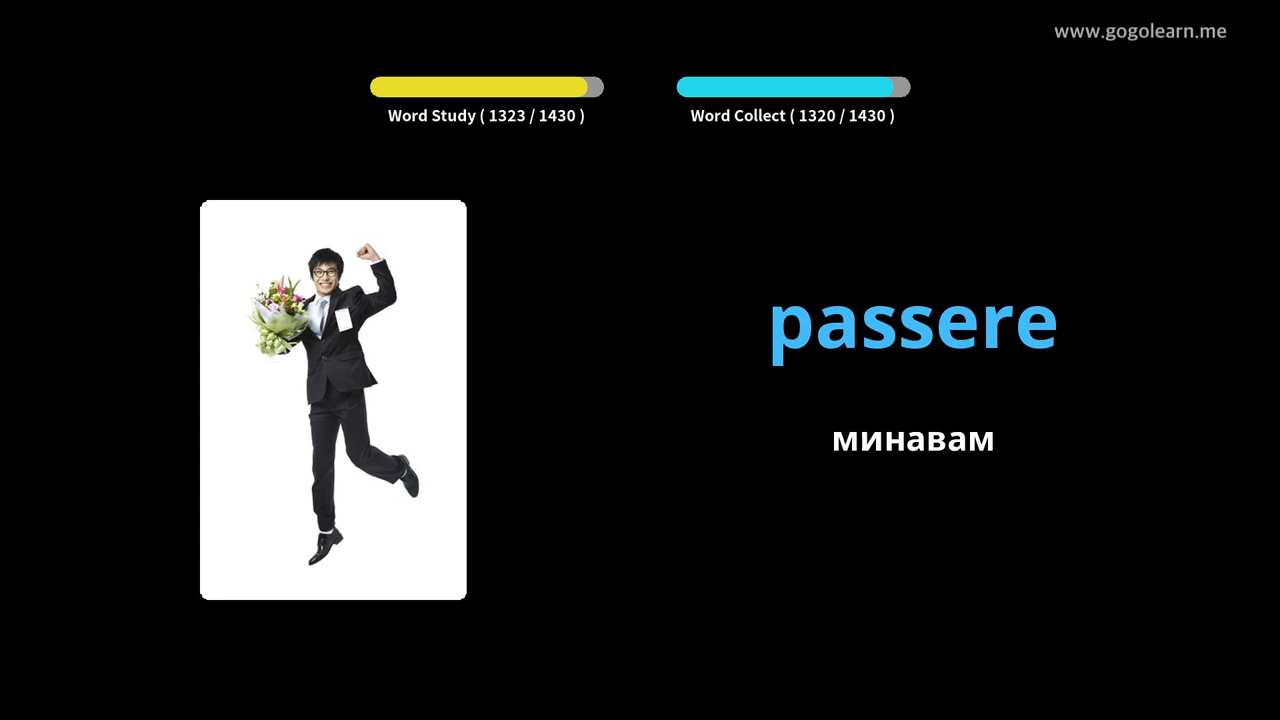 www.gogolearn.me
Word Study ( 1323 / 1430 )
Word Collect ( 1320 / 1430 )
passere
минавам